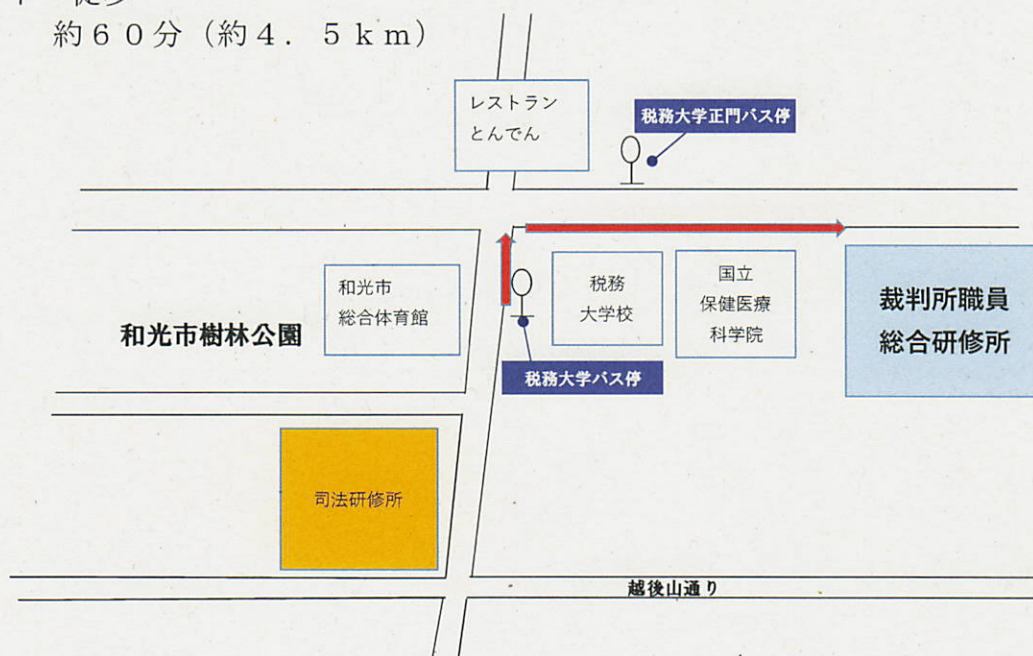 約６０分（約４．５ｋｍ）
レストラン
とんでん
税務大学正門バス停
和光市
総合体育館
和光市樹林公園
税務
大学校
国立
保健医療
科学院
裁判所職員
総合研修所
税務大学バス停
司法研修所
越後山通り